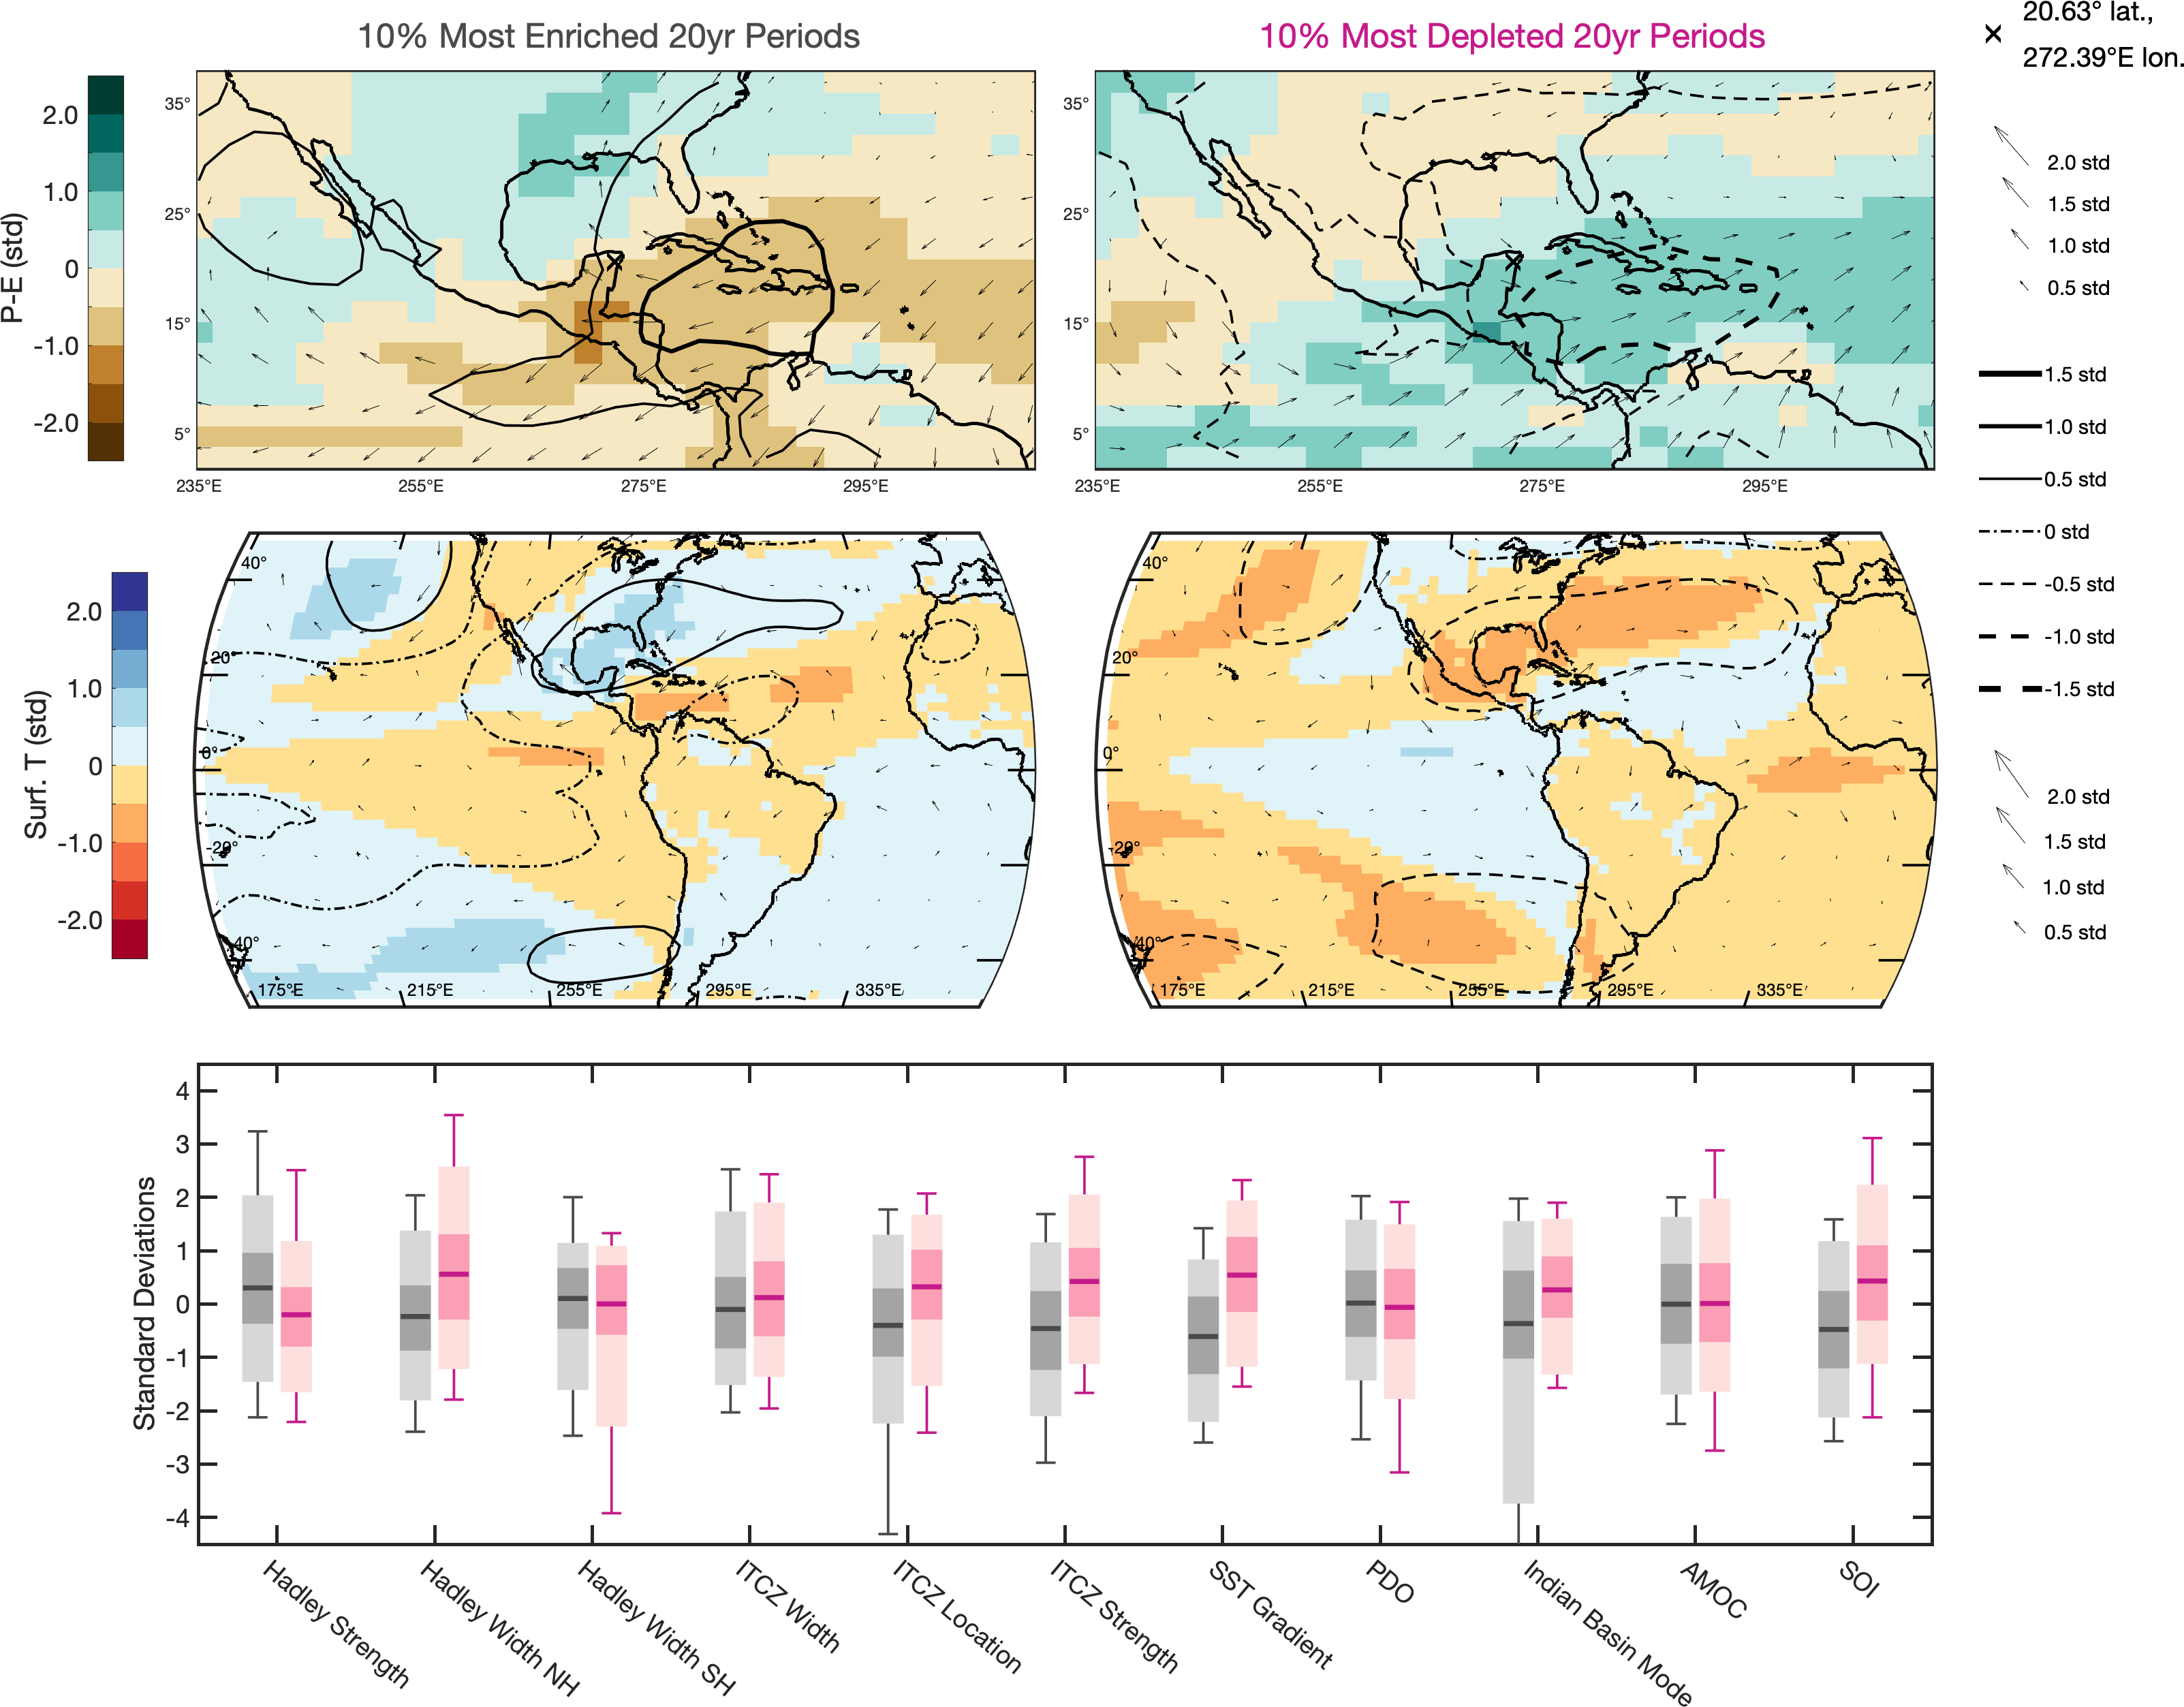 10% Most Enriched 20yr Periods
10% Most Depleted 20yr Periods
20.63° lat.,
272.39°E lon.
P-E (std)
2.0
1.0
0
-1.0
-2.0
35°
25°
15°
5°
235°E
255°E
275°E
295°E
35°
25°
15°
5°
235°E
255°E
275°E
295°E
2.0 std
1.5 std
1.0 std
0.5 std
1.5 std
1.0 std
0.5 std
0 std
-0.5 std
-1.0 std
-1.5 std
Surf. T (std)
2.0
1.0
0
-1.0
-2.0
40°
20°
0°
-20°
-40°
175°E
215°E
255°E
295°E
335°E
40°
20°
0°
-20°
-40°
175°E
215°E
255°E
295°E
335°E
2.0 std
1.5 std
1.0 std
0.5 std
Standard Deviations
4
3
2
1
0
-1
-2
-3
-4
Hadley Strength
Hadley Width NH
Hadley Width SH
ITCZ Width
ITCZ Location
ITCZ Strength
SST Gradient
PDO
Indian Basin Mode
AMOC
SOI